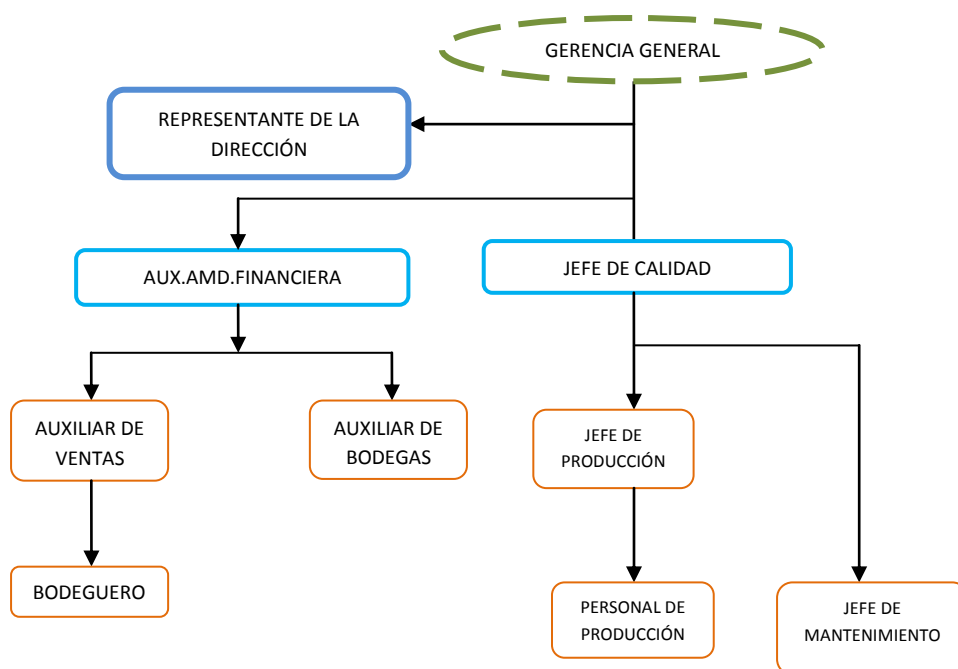 GERENCIA GENERAL
REPRESENTANTE DE LA
DIRECCIÓN
AUX.AMD.FINANCIERA
JEFE DE CALIDAD
AUXILIAR DE
VENTAS
AUXILIAR DE
BODEGAS
JEFE DE
PRODUCCIÓN
BODEGUERO
PERSONAL DE
PRODUCCIÓN
JEFE DE
MANTENIMIENTO